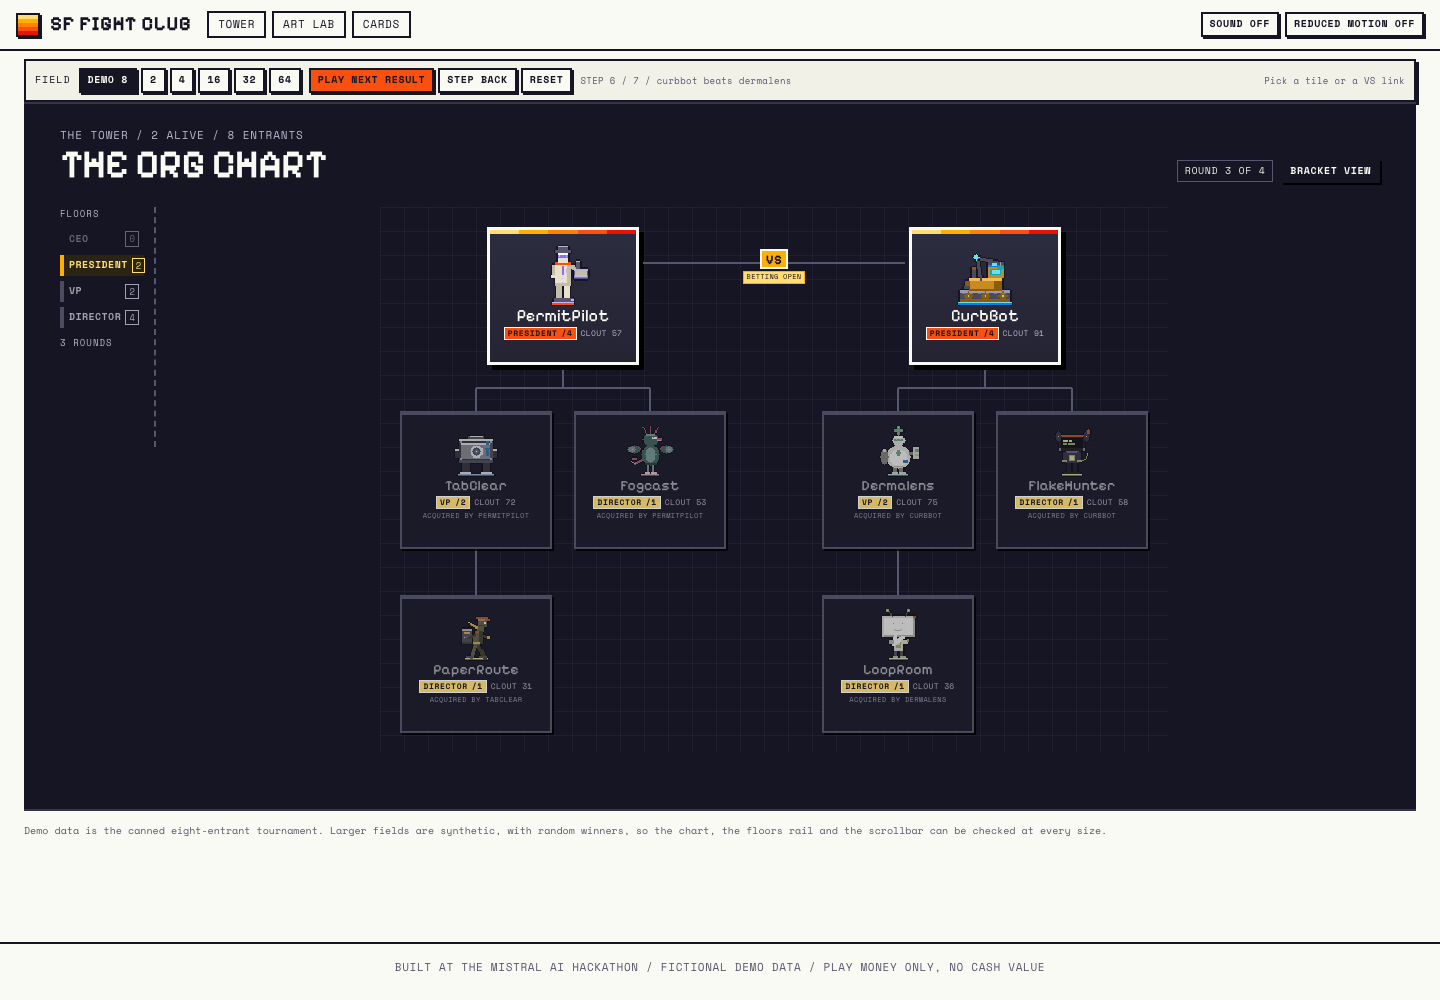 SF FIGHT CLUB
TOWER
ART LAB
CARDS
SOUND OFF
REDUCED MOTION OFF
FIELD
DEMO 8
2
4
16
32
64
PLAY NEXT RESULT
STEP BACK
RESET
STEP 6 / 7 / curbbot beats dermalens
Pick a tile or a VS link
THE TOWER / 2 ALIVE / 8 ENTRANTS
THE ORG CHART
ROUND 3 OF 4
BRACKET VIEW
FLOORS
CEO 0
PRESIDENT 2
VP 2
DIRECTOR 4
3 ROUNDS
PermitPilot
PRESIDENT /4 CLOUT 57
VS
BETTING OPEN
CurbBot
PRESIDENT /4 CLOUT 91
TabClear
VP /2 CLOUT 72
ACQUIRED BY PERMITPILOT
Fogcast
DIRECTOR /1 CLOUT 53
ACQUIRED BY PERMITPILOT
Dermalens
VP /2 CLOUT 75
ACQUIRED BY CURBBOT
FlakeHunter
DIRECTOR /1 CLOUT 58
ACQUIRED BY CURBBOT
PaperRoute
DIRECTOR /1 CLOUT 31
ACQUIRED BY TABCLEAR
LoopRoom
DIRECTOR /1 CLOUT 36
ACQUIRED BY DERMALENS
Demo data is the canned eight-entrant tournament. Larger fields are synthetic, with random winners, so the chart, the floors rail and the scrollbar can be checked at every size.
BUILT AT THE MISTRAL AI HACKATHON / FICTIONAL DEMO DATA / PLAY MONEY ONLY, NO CASH VALUE